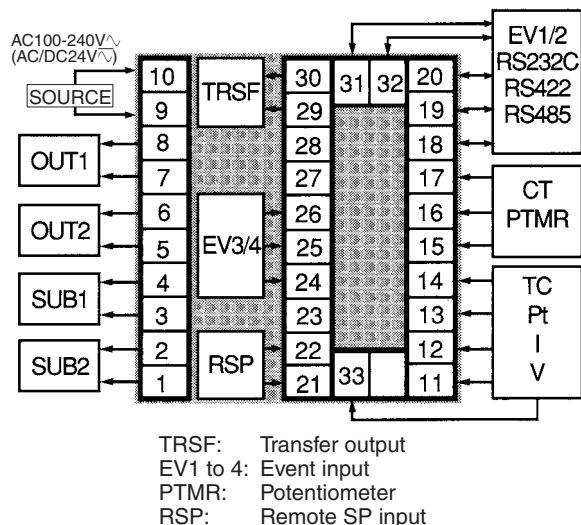 AC100-240V∿
(AC/DC24V∿)
SOURCE
OUT1
OUT2
SUB1
SUB2
10
9
8
7
6
5
4
3
2
1
TRSF
EV3/4
RSP
30
29
28
27
26
25
24
23
22
21
31 32
33
20
19
18
17
16
15
14
13
12
11
EV1/2
RS232C
RS422
RS485
CT
PTMR
TC
Pt
I
V
TRSF: Transfer output
EV1 to 4: Event input
PTMR: Potentiometer
RSP: Remote SP input